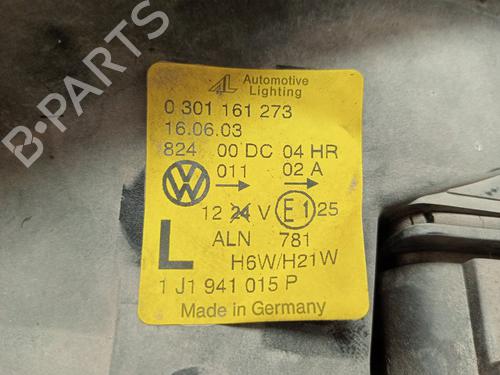 AL Automotive
Lighting
0 301 161 273
16.06.03
824 00 DC 04 HR
011 → 02 A →
12 24 V E1 25
ALN 781
L H6W/H21W
1 J1 941 015 P
Made in Germany
B-PARTS